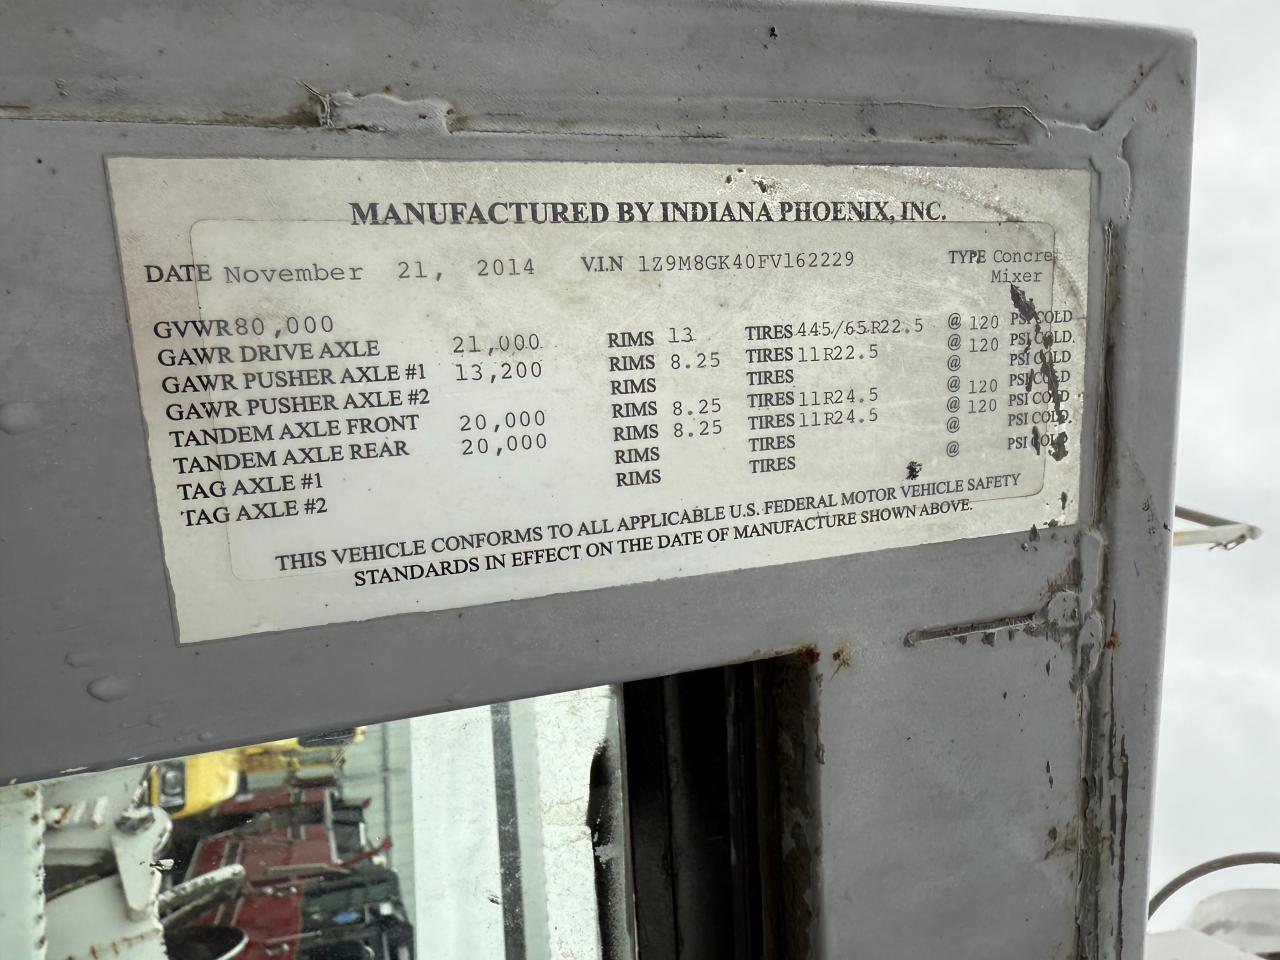 MANUFACTURED BY INDIANA PHOENIX, INC.
DATE November 21, 2014 V.I.N 1Z9M8GK40FV162229 TYPE Concrete
Mixer
GVWR 80,000
GAWR DRIVE AXLE 21,000 RIMS 13 TIRES 445/65R22.5 @ 120 PSI COLD
GAWR PUSHER AXLE #1 13,200 RIMS 8.25 TIRES 11R22.5 @ 120 PSI COLD.
GAWR PUSHER AXLE #2 RIMS TIRES @ PSI COLD
TANDEM AXLE FRONT 20,000 RIMS 8.25 TIRES 11R24.5 @ 120 PSI COLD
TANDEM AXLE REAR 20,000 RIMS 8.25 TIRES 11R24.5 @ 120 PSI COLD
TAG AXLE #1 RIMS TIRES @ PSI COLD.
TAG AXLE #2 RIMS TIRES @ PSI COLD
THIS VEHICLE CONFORMS TO ALL APPLICABLE U.S. FEDERAL MOTOR VEHICLE SAFETY
STANDARDS IN EFFECT ON THE DATE OF MANUFACTURE SHOWN ABOVE.